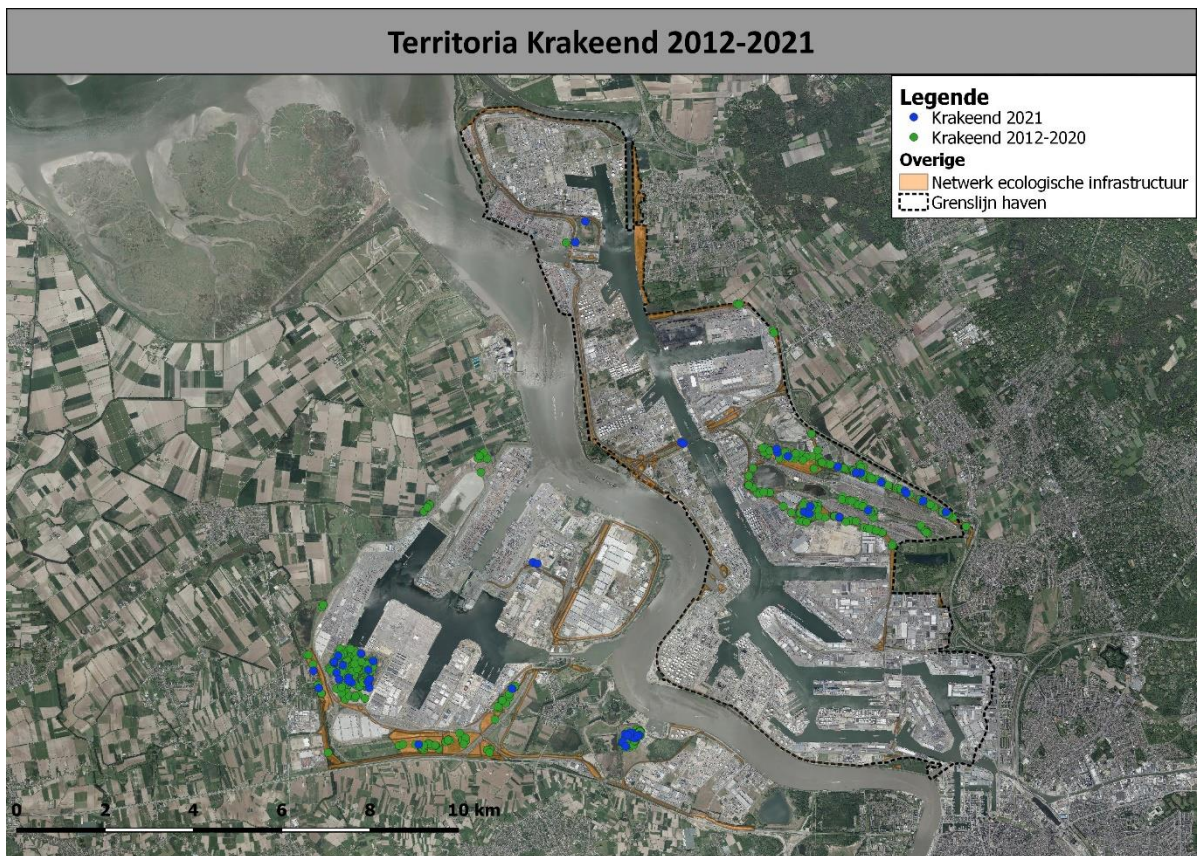 Territoria Krakeend 2012-2021
Legende
Krakeend 2021
Krakeend 2012-2020
Overige
Netwerk ecologische infrastructuur
Grenslijn haven
0 2 4 6 8 10 km